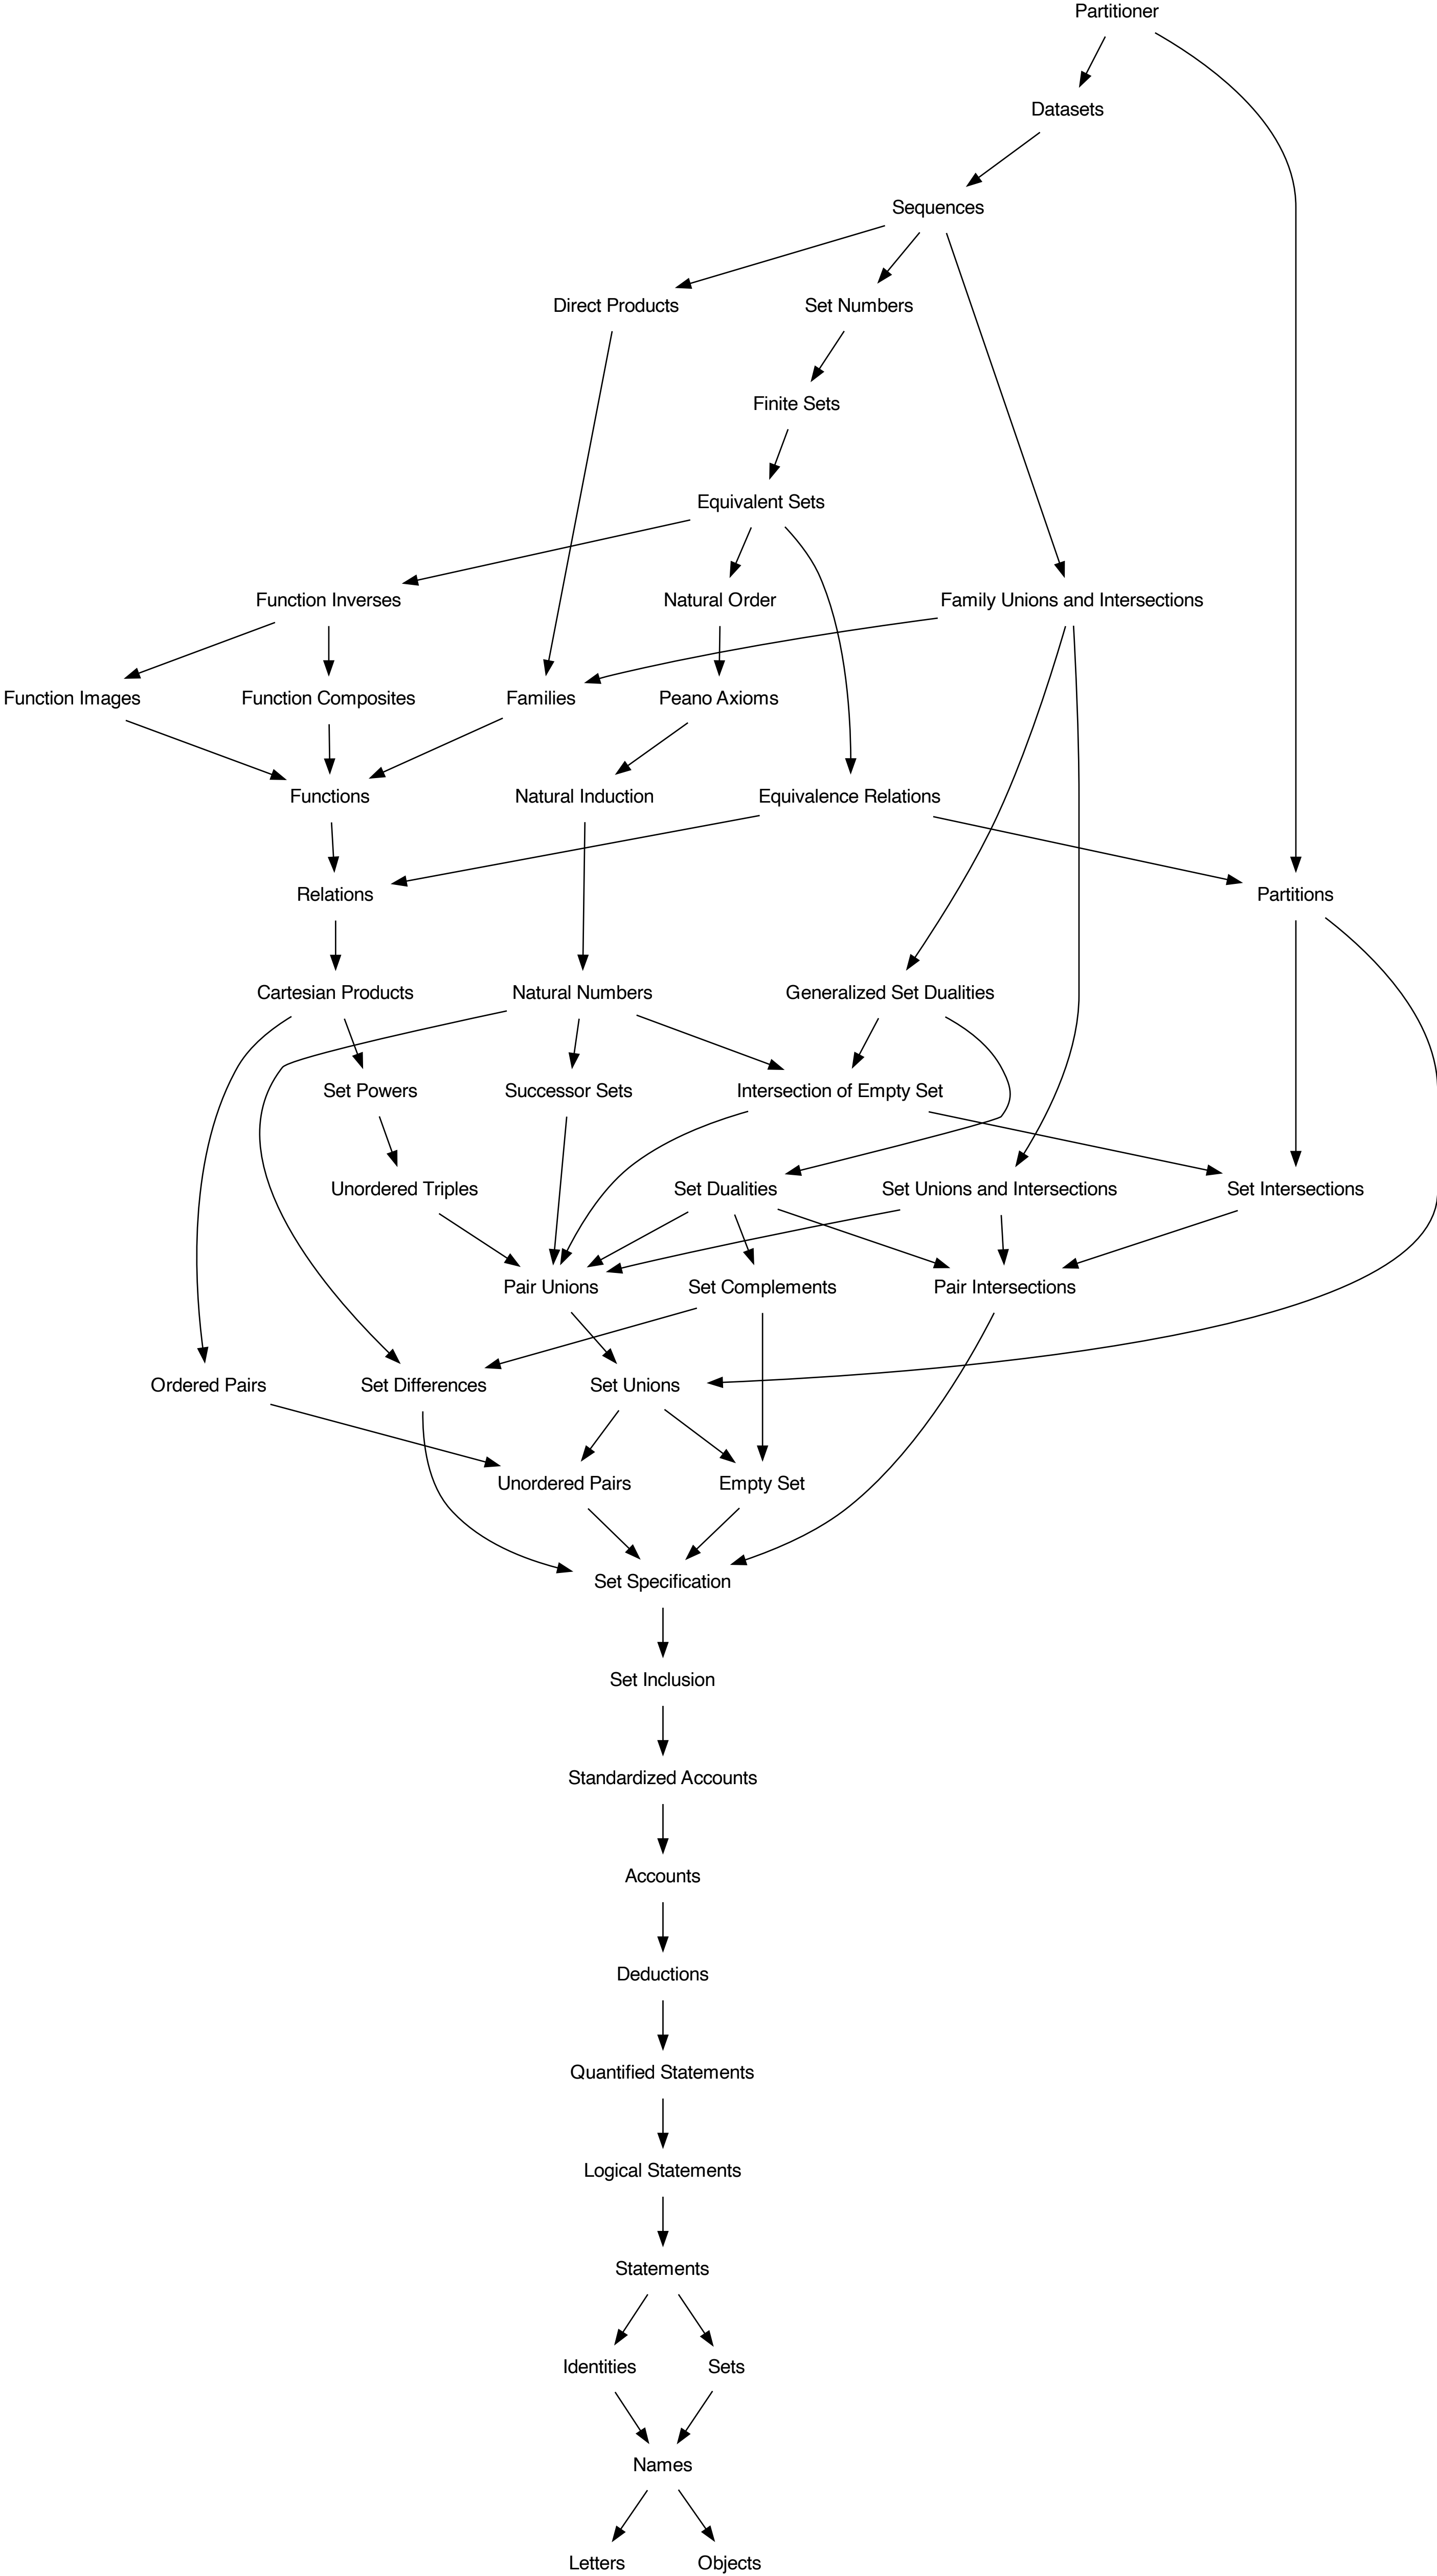 Partitioner
Datasets
Sequences
Direct Products
Set Numbers
Finite Sets
Equivalent Sets
Function Inverses
Natural Order
Family Unions and Intersections
Function Images
Function Composites
Families
Peano Axioms
Functions
Natural Induction
Equivalence Relations
Relations
Partitions
Cartesian Products
Natural Numbers
Generalized Set Dualities
Set Powers
Successor Sets
Intersection of Empty Set
Unordered Triples
Set Dualities
Set Unions and Intersections
Set Intersections
Pair Unions
Set Complements
Pair Intersections
Ordered Pairs
Set Differences
Set Unions
Unordered Pairs
Empty Set
Set Specification
Set Inclusion
Standardized Accounts
Accounts
Deductions
Quantified Statements
Logical Statements
Statements
Identities
Sets
Names
Letters
Objects